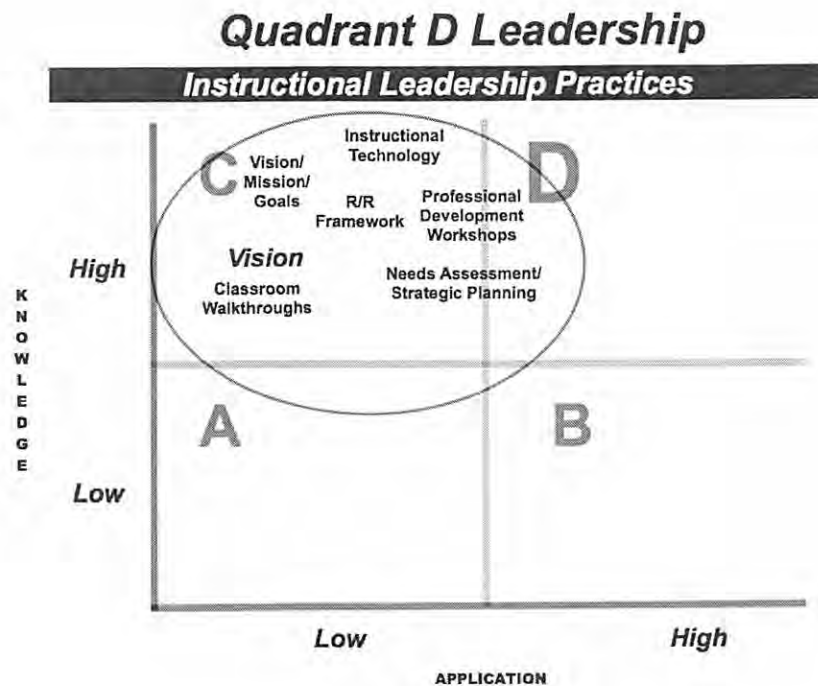 Quadrant D Leadership
Instructional Leadership Practices
C
Vision/
Mission/
Goals
Instructional
Technology
R/R
Framework
Professional
Development
Workshops
D
Vision
Classroom
Walkthroughs
Needs Assessment/
Strategic Planning
High
KNOWLEDGE
A
B
Low
Low
High
APPLICATION